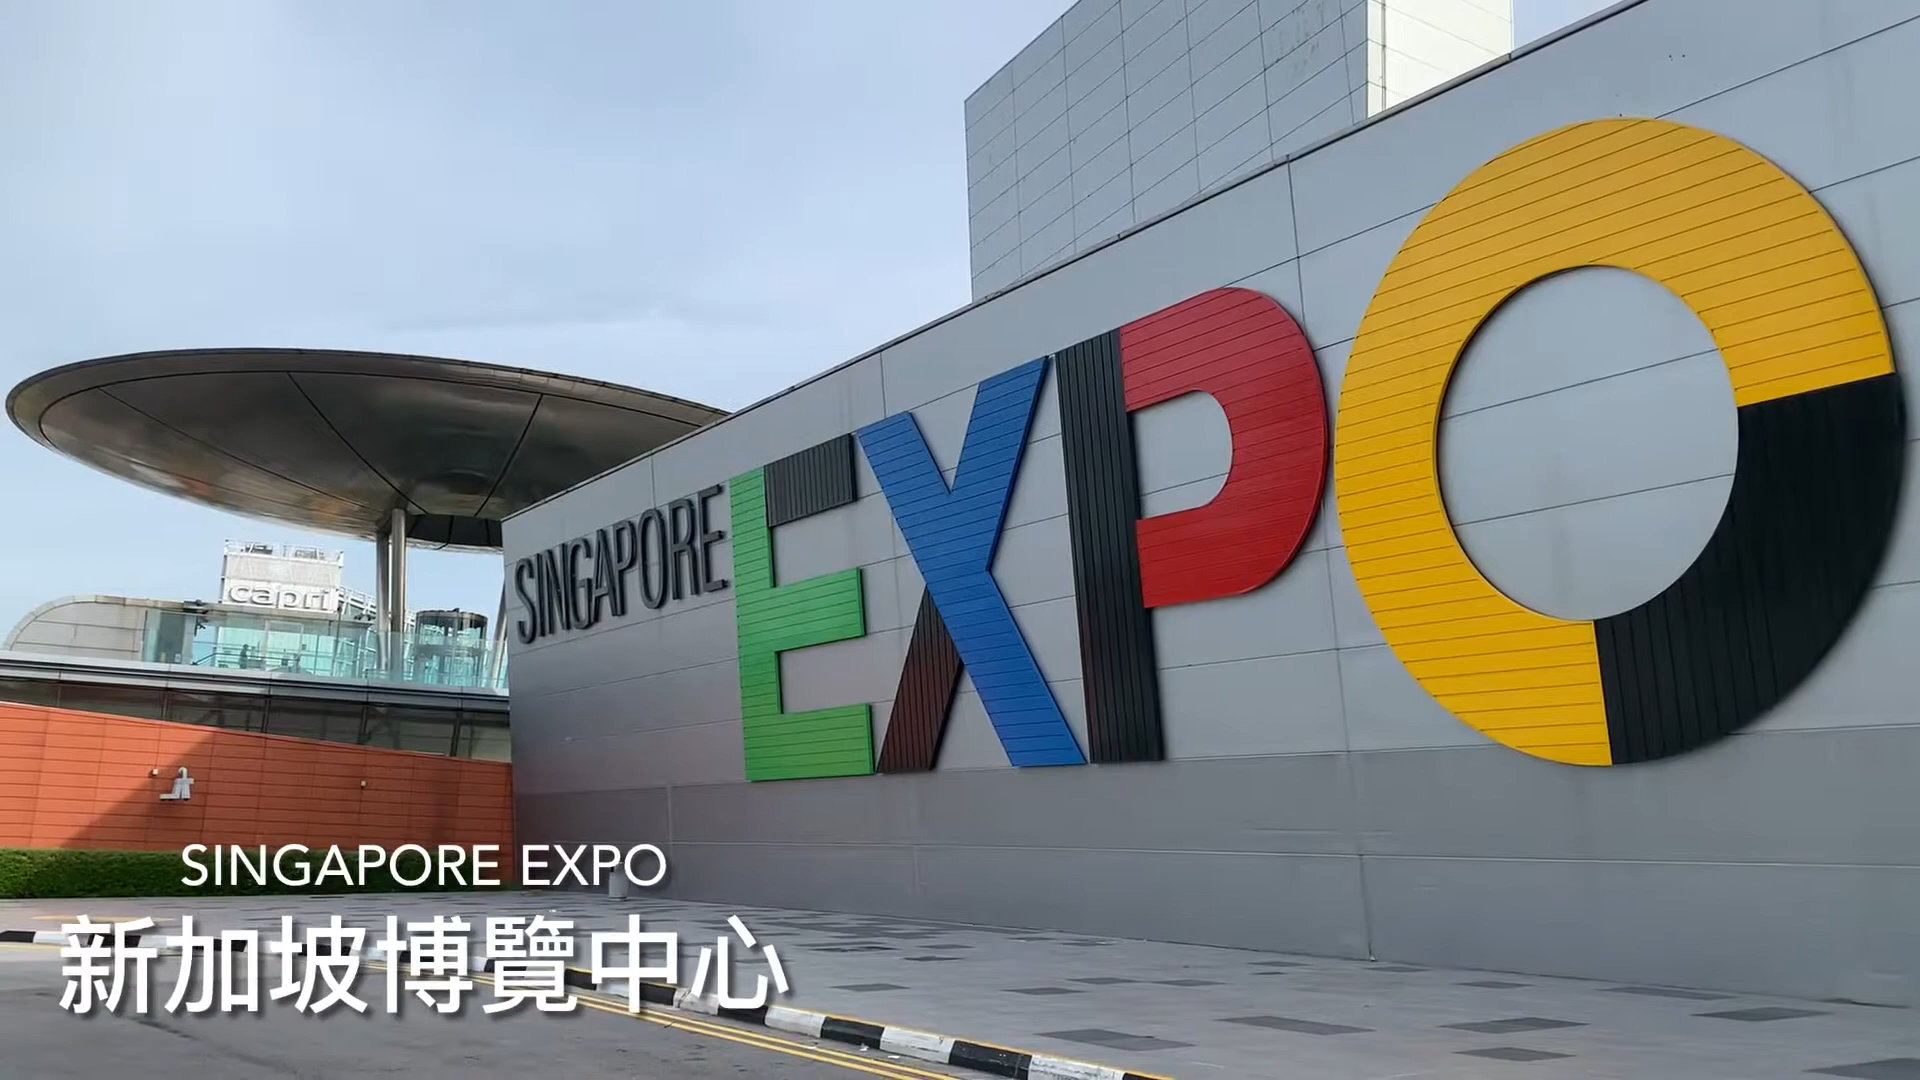 SINGAPORE EXPO
capri
SINGAPORE EXPO
新加坡博覽中心